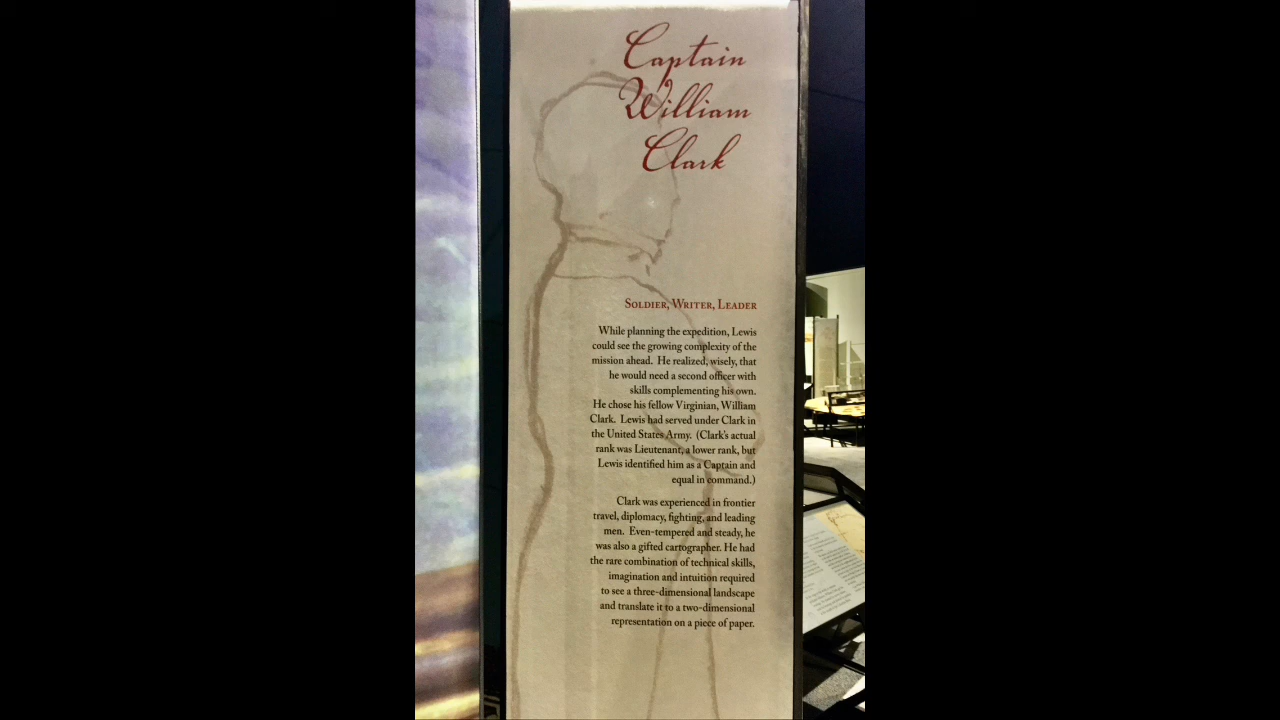 Captain
William
Clark
Soldier, Writer, Leader
While planning the expedition, Lewis
could see the growing complexity of the
mission ahead. He realized, wisely, that
he would need a second officer with
skills complementing his own.
He chose his fellow Virginian, William
Clark. Lewis had served under Clark in
the United States Army. (Clark's actual
rank was Lieutenant, a lower rank, but
Lewis identified him as a Captain and
equal in command.)
Clark was experienced in frontier
travel, diplomacy, fighting, and leading
men. Even-tempered and steady, he
was also a gifted cartographer. He had
the rare combination of technical skills,
imagination and intuition required
to see a three-dimensional landscape
and translate it to a two-dimensional
representation on a piece of paper.